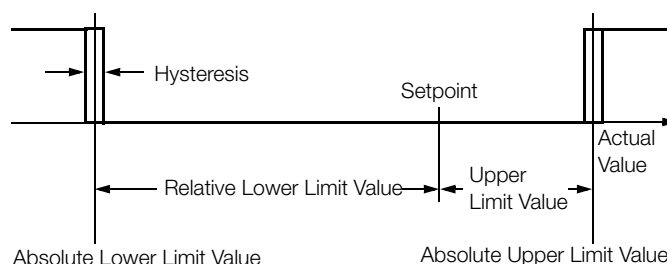 Hysteresis
Setpoint
Actual
Value
Relative Lower Limit Value
Upper
Limit Value
Absolute Lower Limit Value
Absolute Upper Limit Value